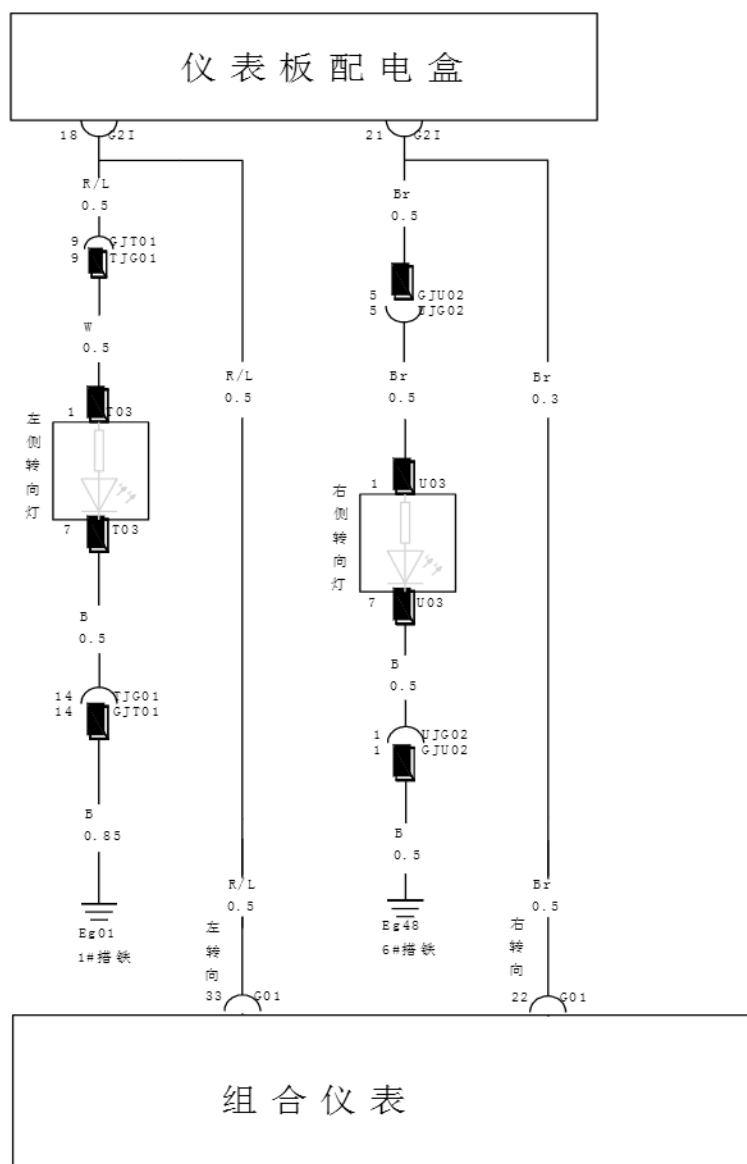 仪表板配电盒
18 G2I
21 G2I
R/L
0.5
Br
0.5
9 GJT01
9 TJG01
5 GJU02
5 UJG02
W
0.5
R/L
0.5
Br
0.5
Br
0.3
1 T03
左侧转向灯
7 T03
1 U03
右侧转向灯
7 U03
B
0.5
B
0.5
14 TJG01
14 GJT01
1 UJG02
1 GJU02
B
0.85
B
0.5
R/L
0.5
Br
0.5
Eg01
1#搭铁
左转向
Eg48
6#搭铁
右转向
33 G01
22 G01
组合仪表